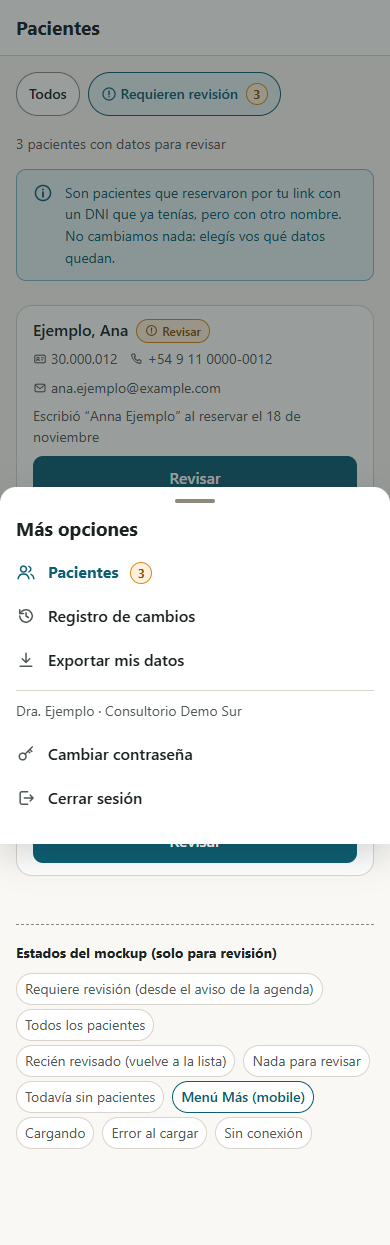 Pacientes
Todos
Requieren revisión 3
3 pacientes con datos para revisar
Son pacientes que reservaron por tu link con
un DNI que ya tenías, pero con otro nombre.
No cambiamos nada: elegís vos qué datos
quedan.
Ejemplo, Ana Revisar
30.000.012 +54 9 11 0000-0012
ana.ejemplo@example.com
Escribió “Anna Ejemplo” al reservar el 18 de
noviembre
Revisar
Más opciones
Pacientes 3
Registro de cambios
Exportar mis datos
Dra. Ejemplo · Consultorio Demo Sur
Cambiar contraseña
Cerrar sesión
Revisar
Estados del mockup (solo para revisión)
Requiere revisión (desde el aviso de la agenda)
Todos los pacientes
Recién revisado (vuelve a la lista) Nada para revisar
Todavía sin pacientes Menú Más (mobile)
Cargando Error al cargar Sin conexión